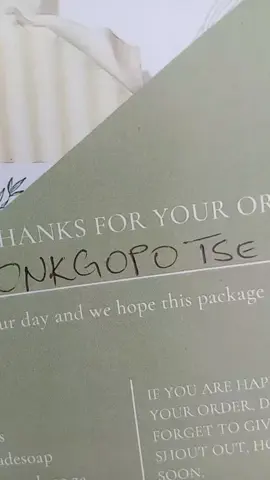 THANKS FOR YOUR OR
ONKGOPOTSE
ur day and we hope this package
IF YOU ARE HAP
YOUR ORDER, D
FORGET TO GIV
s
SHOUT OUT, HO
adesoap
SOON.